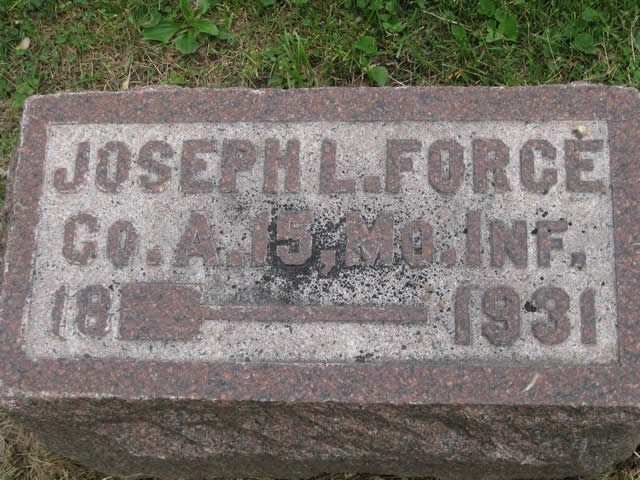 JOSEPH L. FORCE
CO. A. 15, MO. INF.
18 1931